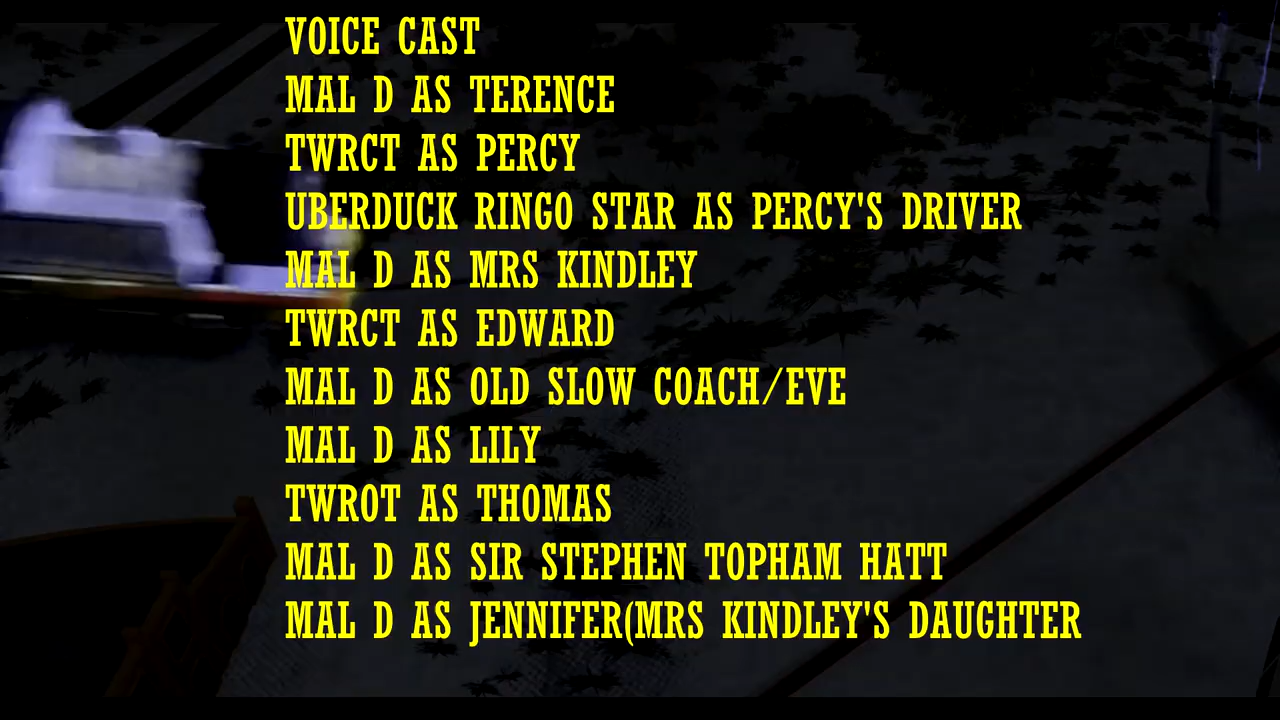 VOICE CAST
MAL D AS TERENCE
TWRCT AS PERCY
UBERDUCK RINGO STAR AS PERCY'S DRIVER
MAL D AS MRS KINDLEY
TWRCT AS EDWARD
MAL D AS OLD SLOW COACH/EVE
MAL D AS LILY
TWROT AS THOMAS
MAL D AS SIR STEPHEN TOPHAM HATT
MAL D AS JENNIFER(MRS KINDLEY'S DAUGHTER